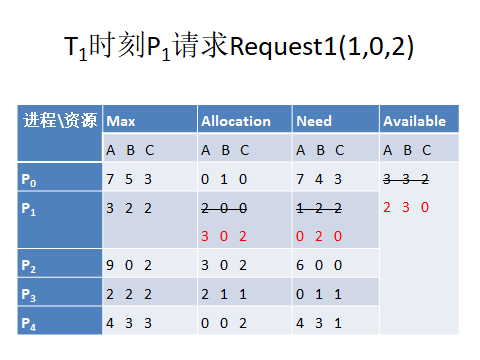 T1时刻P1请求Request1(1,0,2)
进程\资源 Max Allocation Need Available
A B C A B C A B C A B C
P0 7 5 3 0 1 0 7 4 3 3 3 2
P1 3 2 2 2 0 0 1 2 2 2 3 0
3 0 2 0 2 0
P2 9 0 2 3 0 2 6 0 0
P3 2 2 2 2 1 1 0 1 1
P4 4 3 3 0 0 2 4 3 1